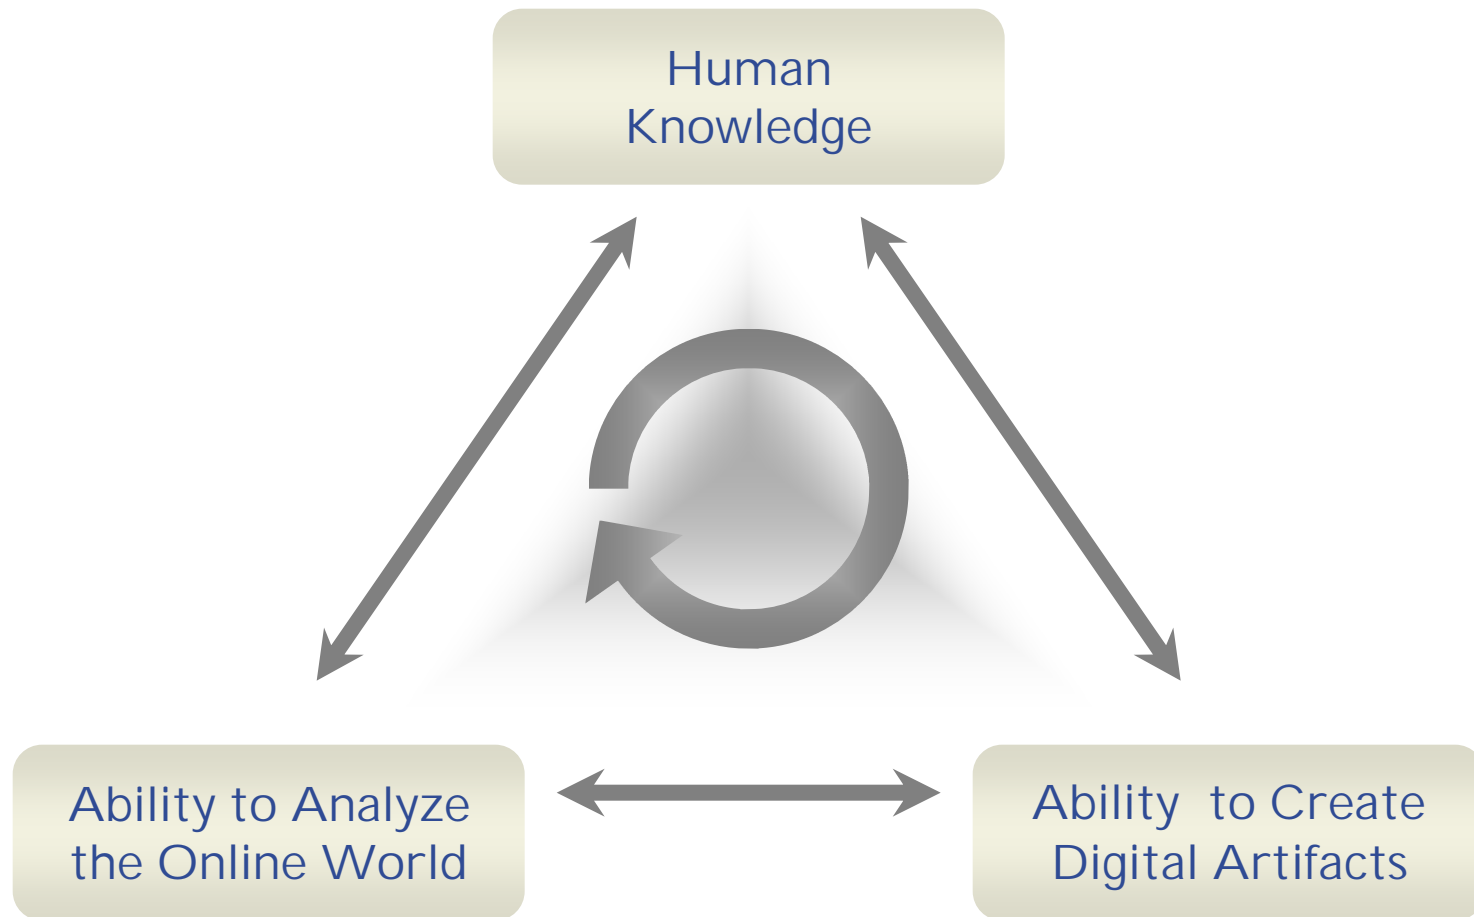 Human
Knowledge
Ability to Analyze
the Online World
Ability to Create
Digital Artifacts